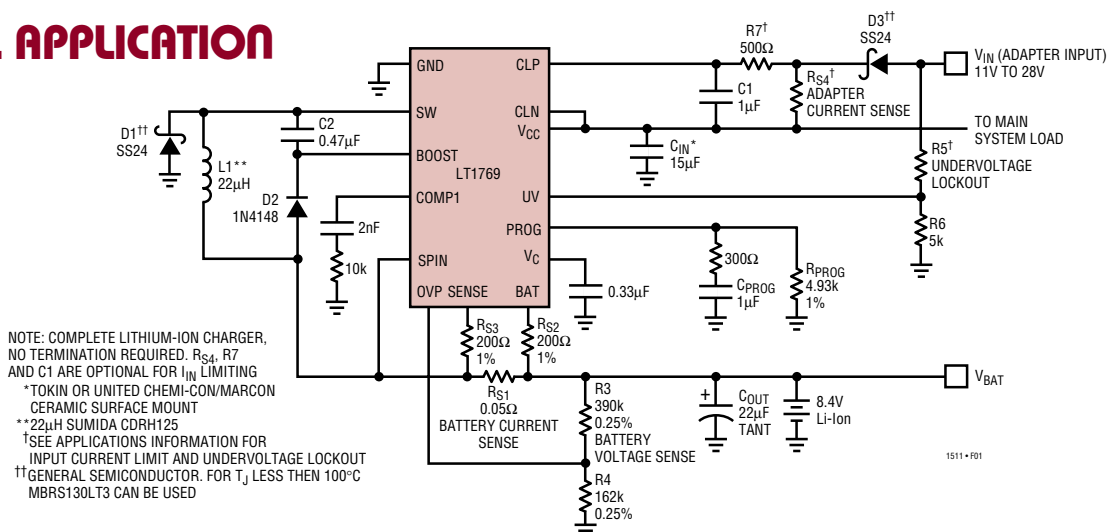 . APPLICATION
GND
SW
BOOST
COMP1
SPIN
OVP SENSE
LT1769
CLP
CLN
VCC
UV
PROG
VC
BAT
D1††
SS24
L1**
22µH
C2
0.47µF
D2
1N4148
2nF
10k
R7†
500Ω
C1
1µF
RS4†
ADAPTER
CURRENT SENSE
D3††
SS24
VIN (ADAPTER INPUT)
11V TO 28V
TO MAIN
SYSTEM LOAD
CIN*
15µF
R5†
UNDERVOLTAGE
LOCKOUT
R6
5k
300Ω
CPROG
1µF
RPROG
4.93k
1%
0.33µF
RS3
200Ω
1%
RS2
200Ω
1%
RS1
0.05Ω
BATTERY CURRENT
SENSE
R3
390k
0.25%
BATTERY
VOLTAGE SENSE
R4
162k
0.25%
+
COUT
22µF
TANT
8.4V
Li-Ion
VBAT
NOTE: COMPLETE LITHIUM-ION CHARGER,
NO TERMINATION REQUIRED. RS4, R7
AND C1 ARE OPTIONAL FOR IIN LIMITING
*TOKIN OR UNITED CHEMI-CON/MARCON
CERAMIC SURFACE MOUNT
**22µH SUMIDA CDRH125
†SEE APPLICATIONS INFORMATION FOR
INPUT CURRENT LIMIT AND UNDERVOLTAGE LOCKOUT
††GENERAL SEMICONDUCTOR. FOR TJ LESS THEN 100°C
MBRS130LT3 CAN BE USED
1511 • F01